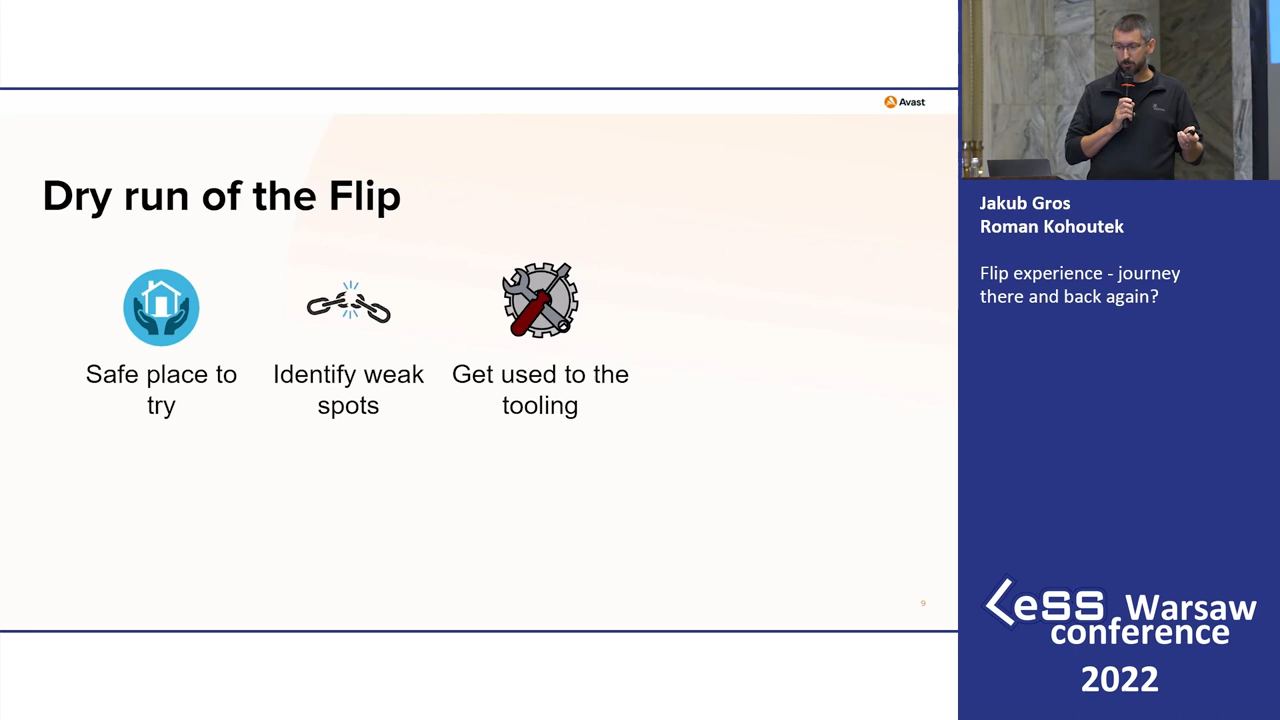 Avast
Dry run of the Flip
Safe place to
try
Identify weak
spots
Get used to the
tooling
9
Jakub Gros
Roman Kohoutek
Flip experience - journey
there and back again?
LeSS Warsaw
conference
2022